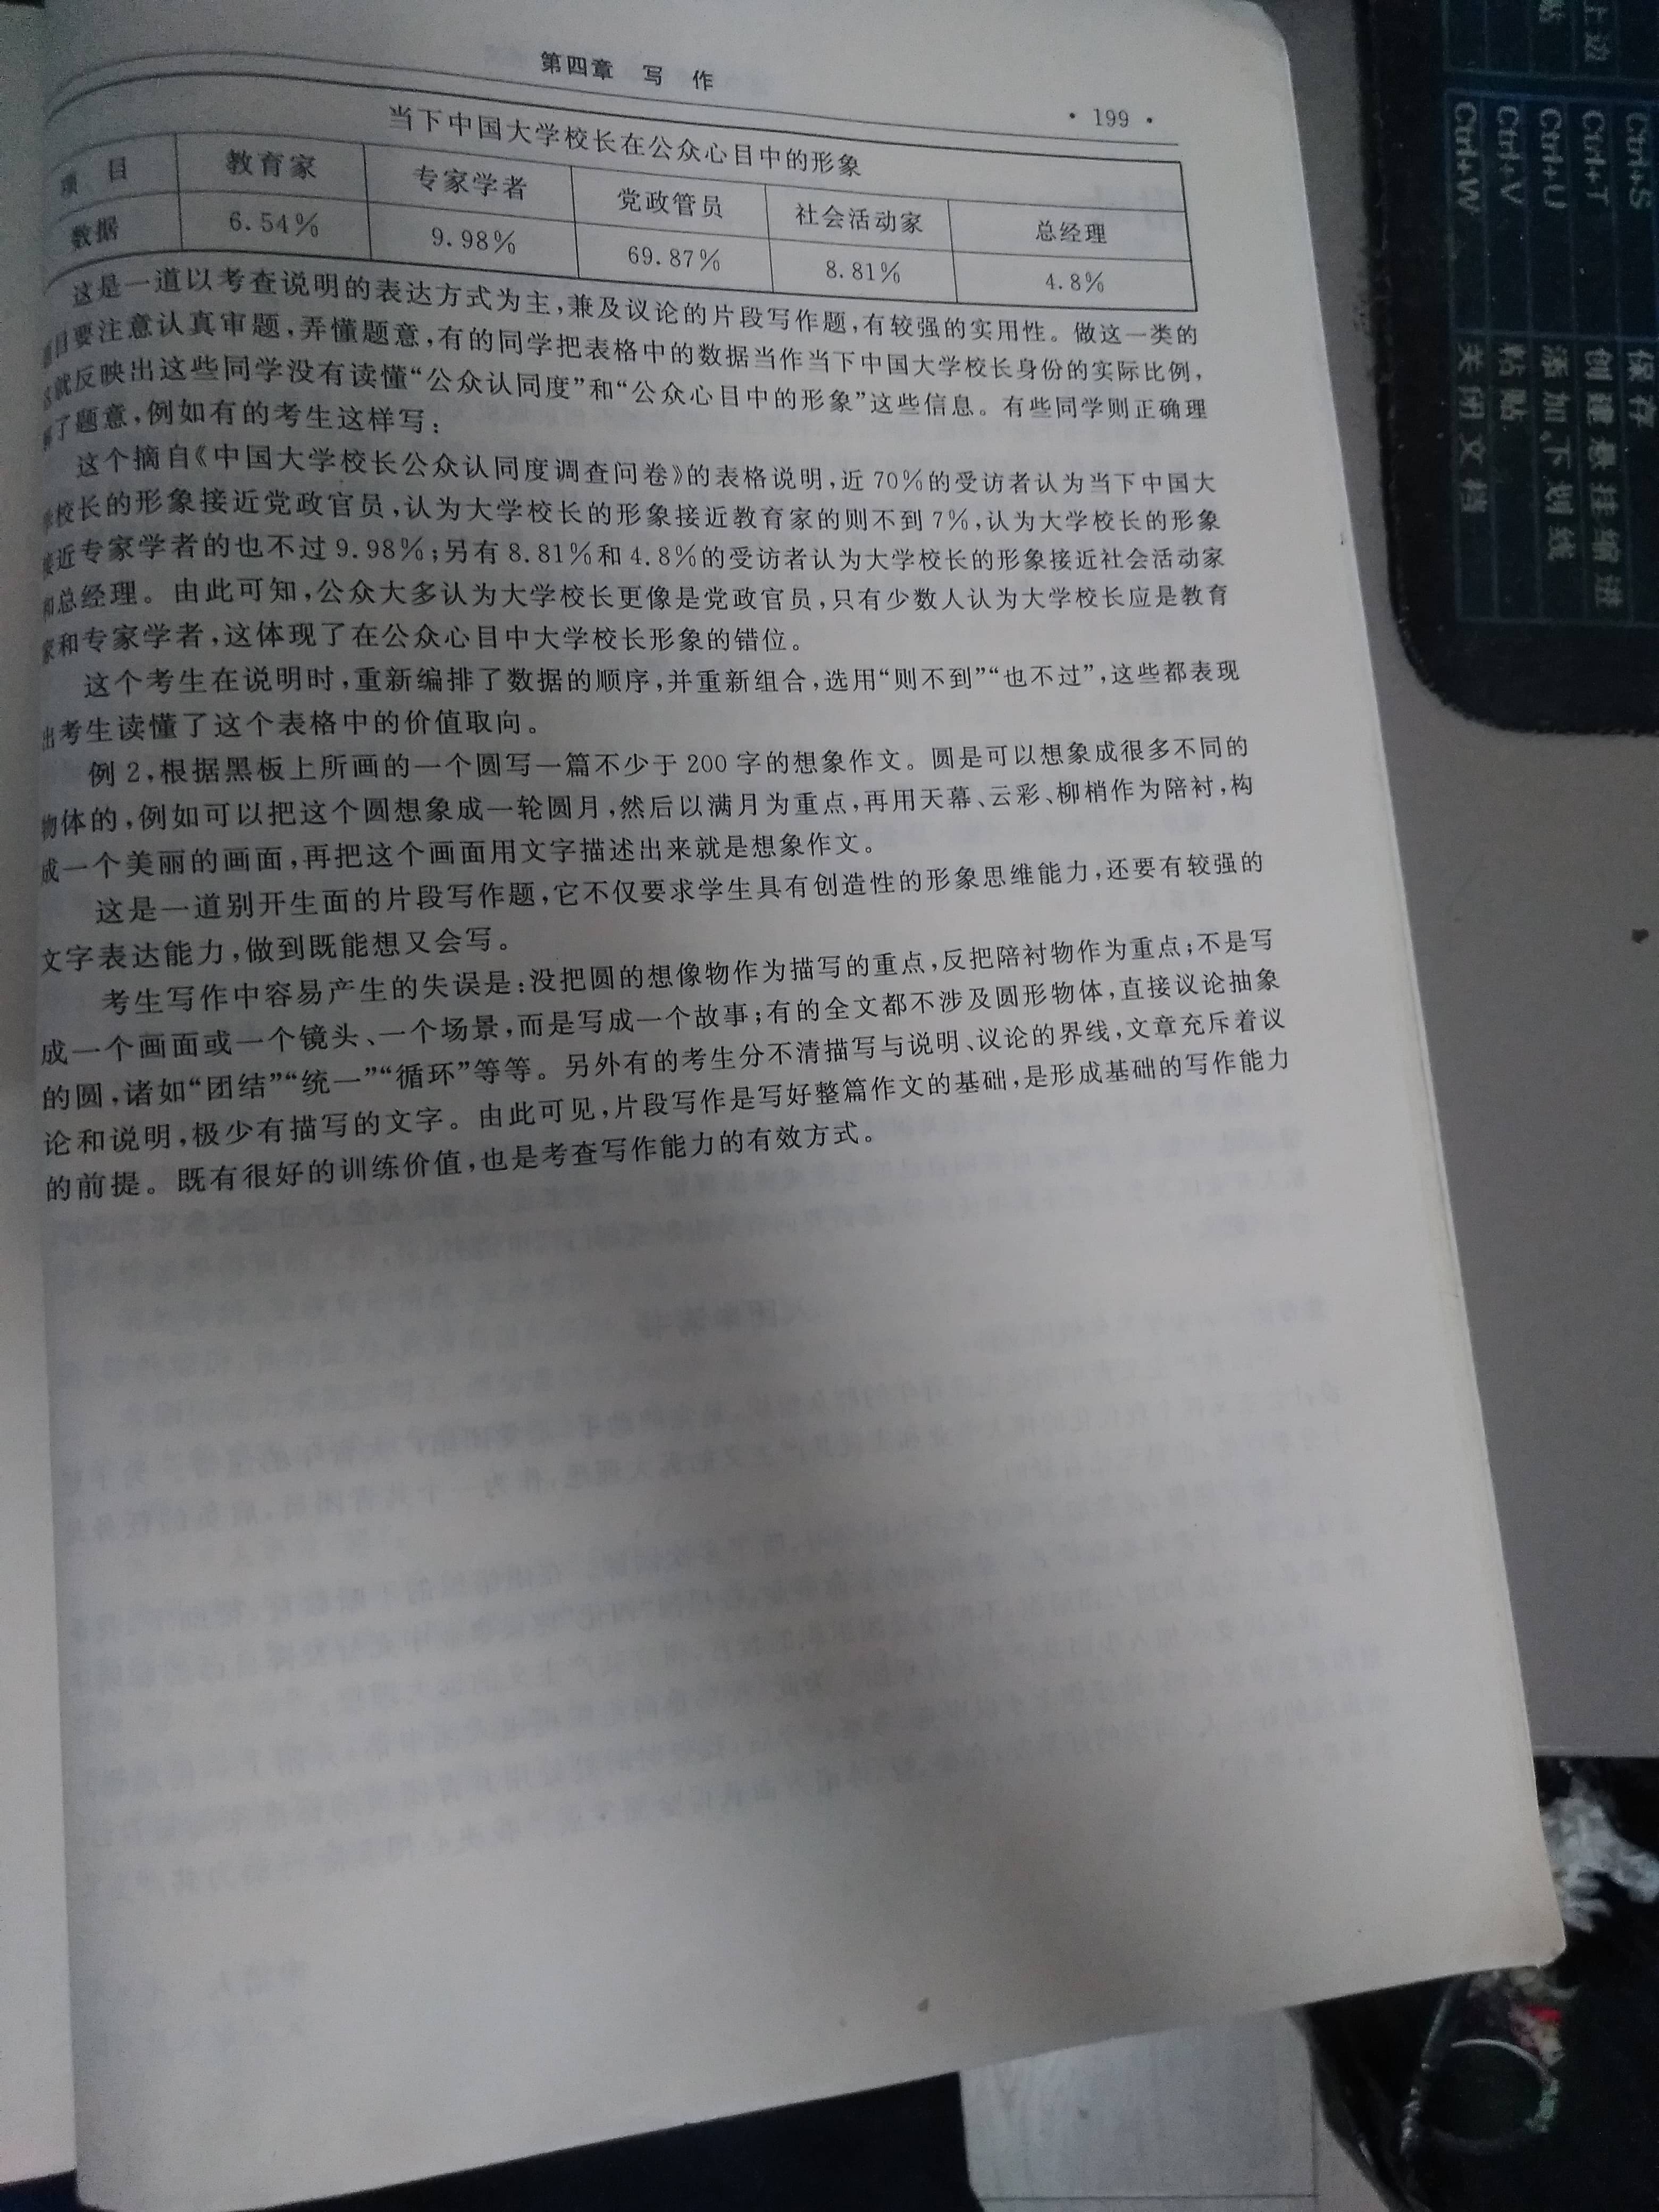 第四章 写 作
· 199 ·
当下中国大学校长在公众心目中的形象
项 目 教育家 专家学者 党政管员 社会活动家 总经理
数据 6.54% 9.98% 69.87% 8.81% 4.8%
这是一道以考查说明的表达方式为主,兼及议论的片段写作题,有较强的实用性。做这一类的
目要注意认真审题,弄懂题意,有的同学把表格中的数据当作当下中国大学校长身份的实际比例,
就反映出这些同学没有读懂“公众认同度”和“公众心目中的形象”这些信息。有些同学则正确理
了题意,例如有的考生这样写:
这个摘自《中国大学校长公众认同度调查问卷》的表格说明,近70%的受访者认为当下中国大
学校长的形象接近党政官员,认为大学校长的形象接近教育家的则不到7%,认为大学校长的形象
接近专家学者的也不过9.98%;另有8.81%和4.8%的受访者认为大学校长的形象接近社会活动家
和总经理。由此可知,公众大多认为大学校长更像是党政官员,只有少数人认为大学校长应是教育
家和专家学者,这体现了在公众心目中大学校长形象的错位。
这个考生在说明时,重新编排了数据的顺序,并重新组合,选用“则不到”“也不过”,这些都表现
出考生读懂了这个表格中的价值取向。
例2,根据黑板上所画的一个圆写一篇不少于200字的想象作文。圆是可以想象成很多不同的
物体的,例如可以把这个圆想象成一轮圆月,然后以满月为重点,再用天幕、云彩、柳梢作为陪衬,构
成一个美丽的画面,再把这个画面用文字描述出来就是想象作文。
这是一道别开生面的片段写作题,它不仅要求学生具有创造性的形象思维能力,还要有较强的
文字表达能力,做到既能想又会写。
考生写作中容易产生的失误是:没把圆的想像物作为描写的重点,反把陪衬物作为重点;不是写
成一个画面或一个镜头、一个场景,而是写成一个故事;有的全文都不涉及圆形物体,直接议论抽象
的圆,诸如“团结”“统一”“循环”等等。另外有的考生分不清描写与说明、议论的界线,文章充斥着议
论和说明,极少有描写的文字。由此可见,片段写作是写好整篇作文的基础,是形成基础的写作能力
的前提。既有很好的训练价值,也是考查写作能力的有效方式。
Ctrl+S 保存
Ctrl+T 创建悬挂缩进
Ctrl+U 添加下划线
Ctrl+V 粘贴
Ctrl+W 关闭文档